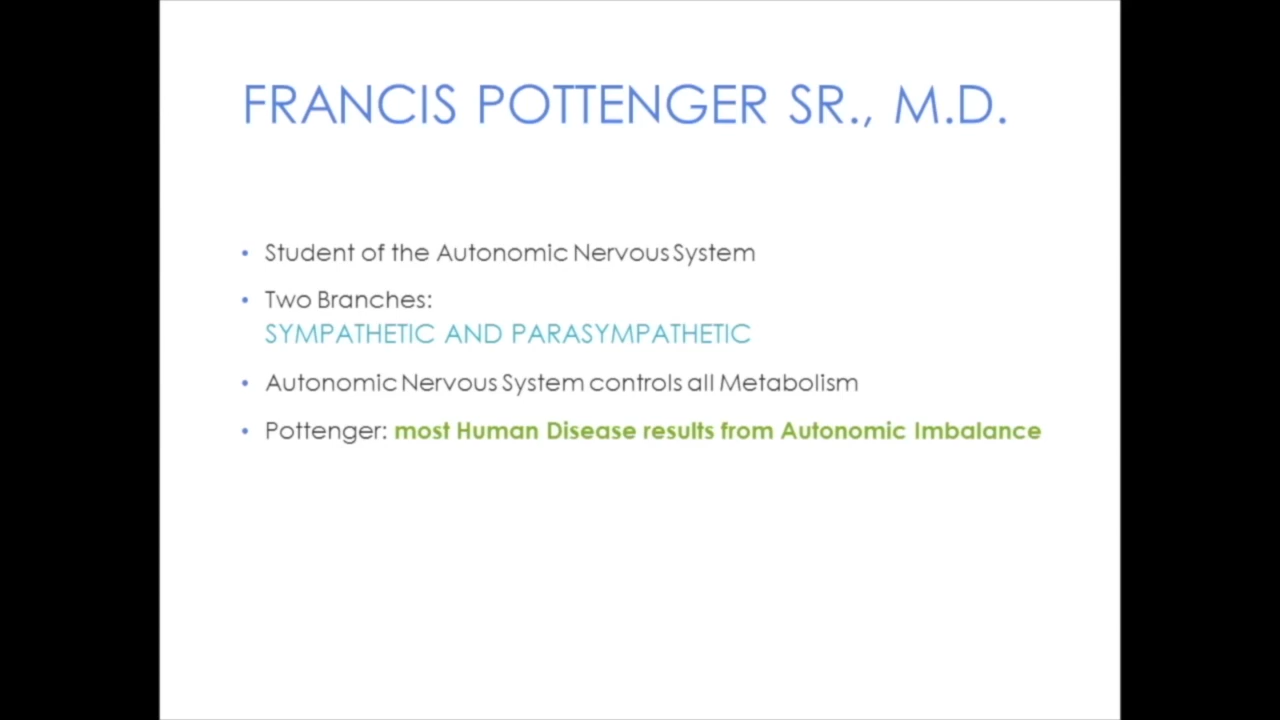 FRANCIS POTTENGER SR., M.D.
• Student of the Autonomic Nervous System
• Two Branches:
SYMPATHETIC AND PARASYMPATHETIC
• Autonomic Nervous System controls all Metabolism
• Pottenger: most Human Disease results from Autonomic Imbalance